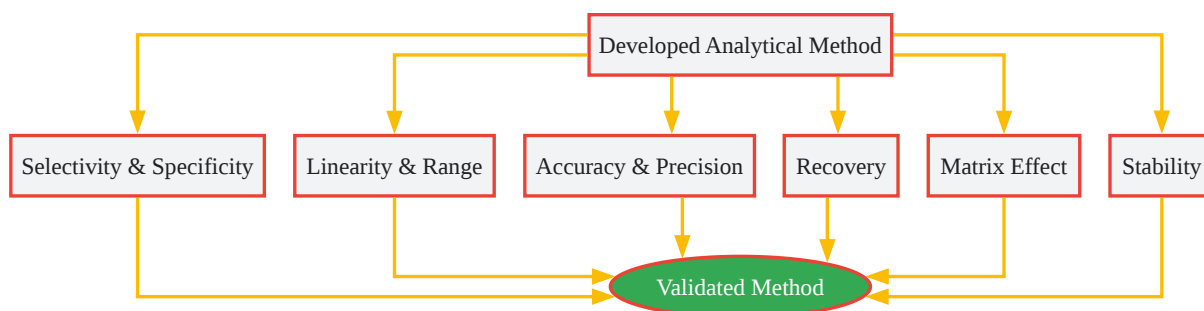 Developed Analytical Method
Selectivity & Specificity
Linearity & Range
Accuracy & Precision
Recovery
Matrix Effect
Stability
Validated Method